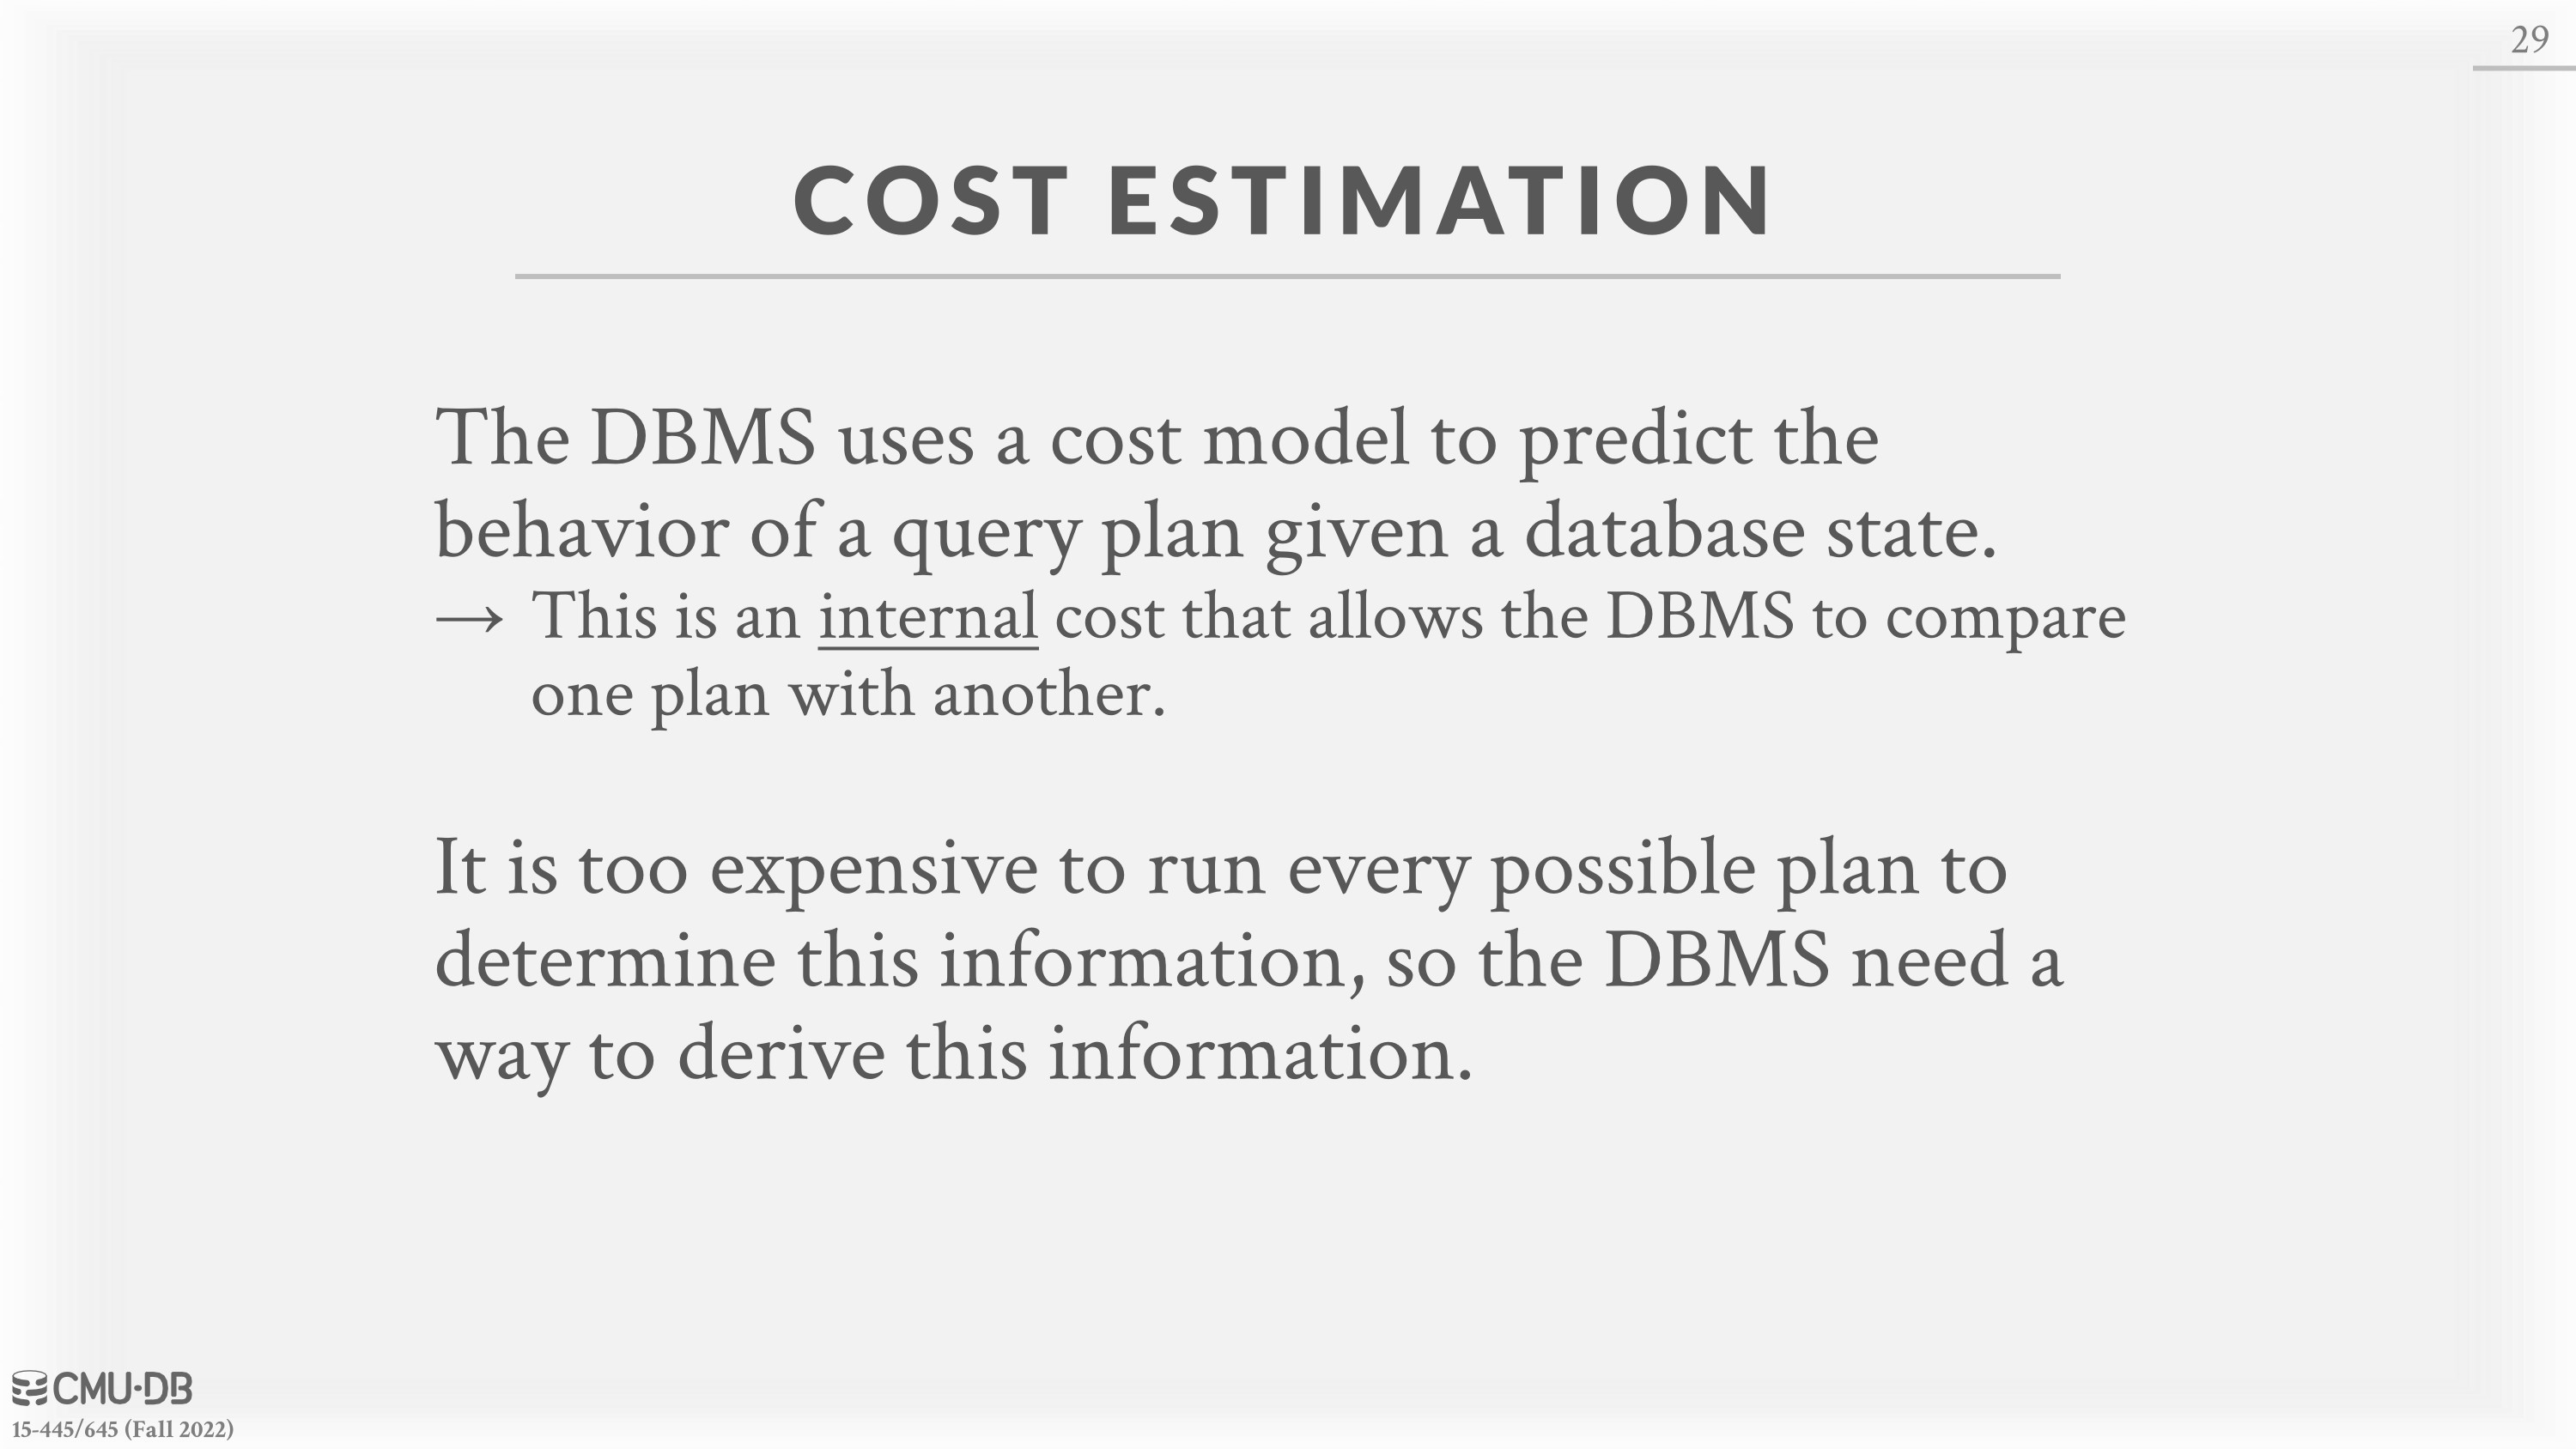 29
COST ESTIMATION
The DBMS uses a cost model to predict the
behavior of a query plan given a database state.
→ This is an internal cost that allows the DBMS to compare
one plan with another.
It is too expensive to run every possible plan to
determine this information, so the DBMS need a
way to derive this information.
CMU·DB
15-445/645 (Fall 2022)